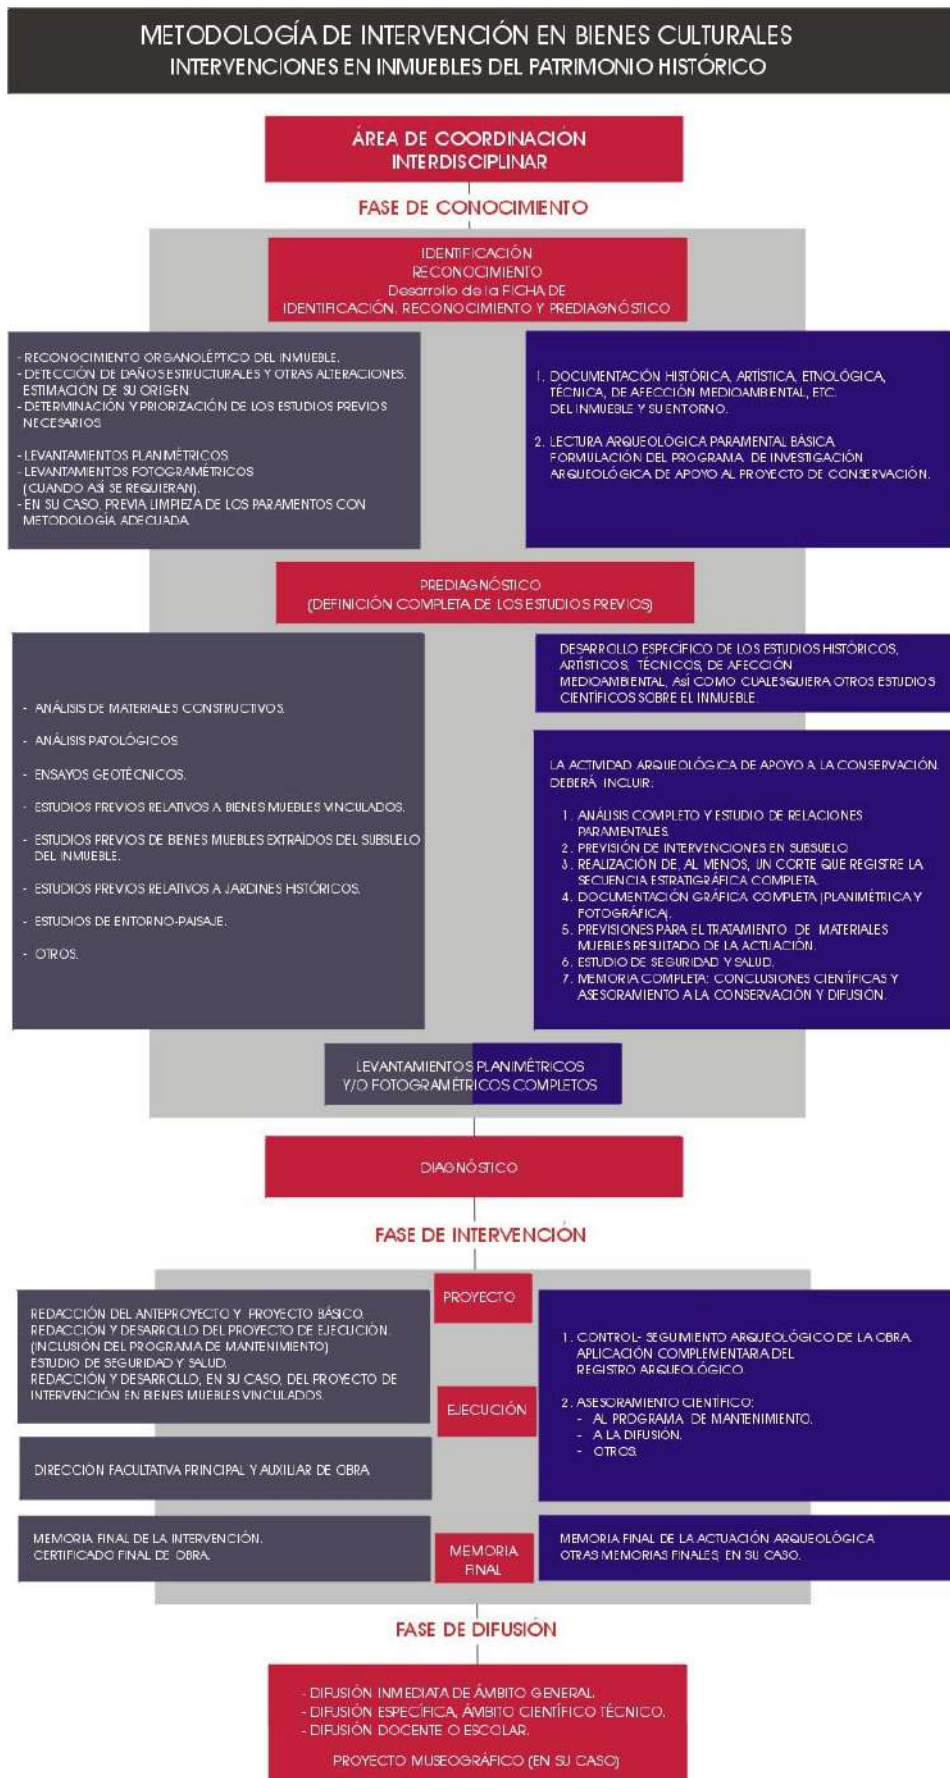 METODOLOGÍA DE INTERVENCIÓN EN BIENES CULTURALES
INTERVENCIONES EN INMUEBLES DEL PATRIMONIO HISTÓRICO
ÁREA DE COORDINACIÓN
INTERDISCIPLINAR
FASE DE CONOCIMIENTO
IDENTIFICACIÓN
RECONOCIMIENTO
Desarrollo de la FICHA DE
IDENTIFICACIÓN, RECONOCIMIENTO Y PREDIAGNÓSTICO
- RECONOCIMIENTO ORGANOLÉPTICO DEL INMUEBLE.
- DETECCIÓN DE DAÑOS ESTRUCTURALES Y OTRAS ALTERACIONES.
ESTIMACIÓN DE SU ORIGEN.
- DETERMINACIÓN Y PRIORIZACIÓN DE LOS ESTUDIOS PREVIOS
NECESARIOS.
- LEVANTAMIENTOS PLANIMÉTRICOS
- LEVANTAMIENTOS FOTOGRAMÉTRICOS
(CUANDO ASÍ SE REQUIERAN).
- EN SU CASO, PREVIA LIMPIEZA DE LOS PARAMENTOS CON
METODOLOGÍA ADECUADA.
1. DOCUMENTACIÓN HISTÓRICA, ARTÍSTICA, ETNOLÓGICA,
TÉCNICA, DE AFECCIÓN MEDIOAMBIENTAL, ETC.
DEL INMUEBLE Y SU ENTORNO.
2. LECTURA ARQUEOLÓGICA PARAMENTAL BÁSICA.
FORMULACIÓN DEL PROGRAMA DE INVESTIGACIÓN
ARQUEOLÓGICA DE APOYO AL PROYECTO DE CONSERVACIÓN.
PREDIAGNÓSTICO
(DEFINICIÓN COMPLETA DE LOS ESTUDIOS PREVIOS)
- ANÁLISIS DE MATERIALES CONSTRUCTIVOS.
- ANÁLISIS PATOLÓGICOS
- ENSAYOS GEOTÉCNICOS.
- ESTUDIOS PREVIOS RELATIVOS A BIENES MUEBLES VINCULADOS.
- ESTUDIOS PREVIOS DE BIENES MUEBLES EXTRAÍDOS DEL SUBSUELO
DEL INMUEBLE.
- ESTUDIOS PREVIOS RELATIVOS A JARDINES HISTÓRICOS.
- ESTUDIOS DE ENTORNO-PAISAJE.
- OTROS.
DESARROLLO ESPECÍFICO DE LOS ESTUDIOS HISTÓRICOS,
ARTÍSTICOS, TÉCNICOS, DE AFECCIÓN
MEDIOAMBIENTAL, ASÍ COMO CUALESQUIERA OTROS ESTUDIOS
CIENTÍFICOS SOBRE EL INMUEBLE.
LA ACTIVIDAD ARQUEOLÓGICA DE APOYO A LA CONSERVACIÓN.
DEBERÁ INCLUIR:
1. ANÁLISIS COMPLETO Y ESTUDIO DE RELACIONES
PARAMENTALES.
2. PREVISIÓN DE INTERVENCIONES EN SUBSUELO
3. REALIZACIÓN DE, AL MENOS, UN CORTE QUE REGISTRE LA
SECUENCIA ESTRATIGRÁFICA COMPLETA.
4. DOCUMENTACIÓN GRÁFICA COMPLETA (PLANIMÉTRICA Y
FOTOGRÁFICA).
5. PREVISIONES PARA EL TRATAMIENTO DE MATERIALES
MUEBLES RESULTADO DE LA ACTUACIÓN.
6. ESTUDIO DE SEGURIDAD Y SALUD.
7. MEMORIA COMPLETA: CONCLUSIONES CIENTÍFICAS Y
ASESORAMIENTO A LA CONSERVACIÓN Y DIFUSIÓN.
LEVANTAMIENTOS PLANIMÉTRICOS
Y/O FOTOGRAMÉTRICOS COMPLETOS
DIAGNÓSTICO
FASE DE INTERVENCIÓN
PROYECTO
REDACCIÓN DEL ANTEPROYECTO Y PROYECTO BÁSICO.
REDACCIÓN Y DESARROLLO DEL PROYECTO DE EJECUCIÓN.
(INCLUSIÓN DEL PROGRAMA DE MANTENIMIENTO)
ESTUDIO DE SEGURIDAD Y SALUD.
REDACCIÓN Y DESARROLLO, EN SU CASO, DEL PROYECTO DE
INTERVENCIÓN EN BIENES MUEBLES VINCULADOS.
1. CONTROL- SEGUIMIENTO ARQUEOLÓGICO DE LA OBRA.
APLICACIÓN COMPLEMENTARIA DEL
REGISTRO ARQUEOLÓGICO.
2. ASESORAMIENTO CIENTÍFICO:
- AL PROGRAMA DE MANTENIMIENTO.
- A LA DIFUSIÓN.
- OTROS.
EJECUCIÓN
DIRECCIÓN FACULTATIVA PRINCIPAL Y AUXILIAR DE OBRA
MEMORIA FINAL DE LA INTERVENCIÓN.
CERTIFICADO FINAL DE OBRA.
MEMORIA
FINAL
MEMORIA FINAL DE LA ACTUACIÓN ARQUEOLÓGICA
OTRAS MEMORIAS FINALES, EN SU CASO.
FASE DE DIFUSIÓN
- DIFUSIÓN INMEDIATA DE ÁMBITO GENERAL.
- DIFUSIÓN ESPECÍFICA, ÁMBITO CIENTÍFICO TÉCNICO.
- DIFUSIÓN DOCENTE O ESCOLAR.
PROYECTO MUSEOGRÁFICO (EN SU CASO)